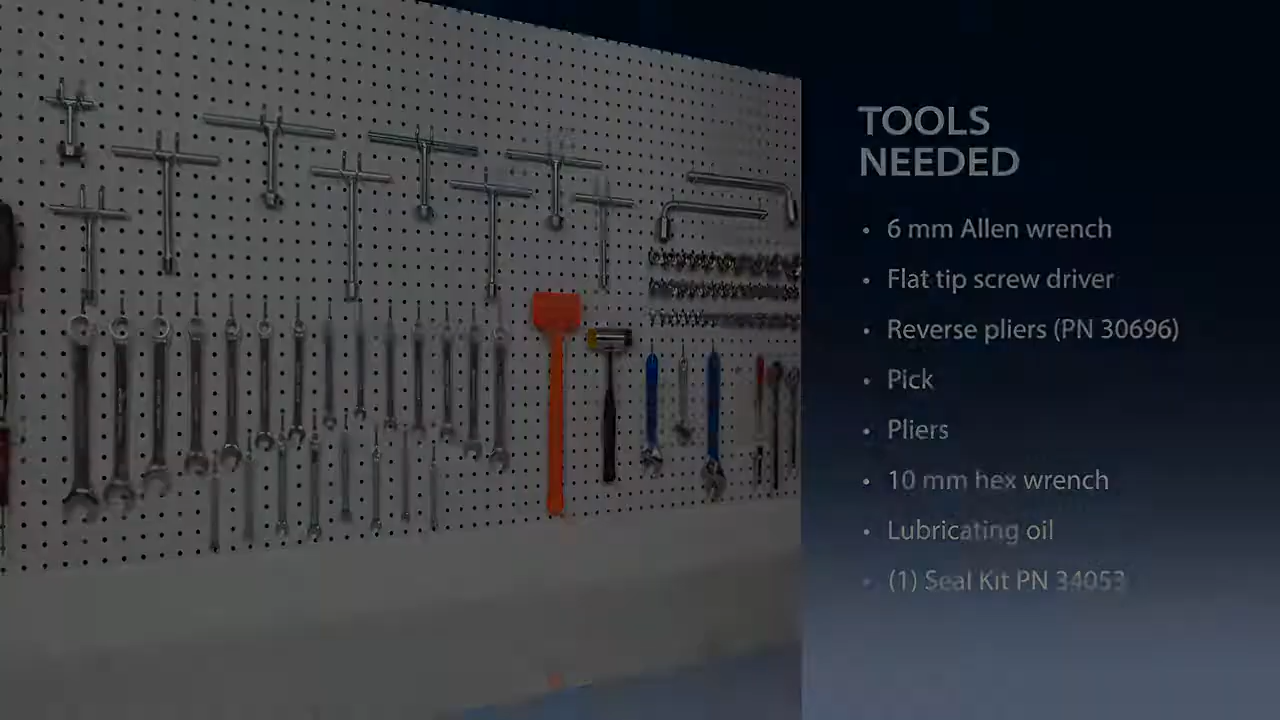 TOOLS
NEEDED
• 6 mm Allen wrench
• Flat tip screw driver
• Reverse pliers (PN 30696)
• Pick
• Pliers
• 10 mm hex wrench
• Lubricating oil
• (1) Seal Kit PN 34053